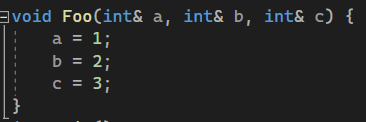 void Foo(int& a, int& b, int& c) {
    a = 1;
    b = 2;
    c = 3;
}